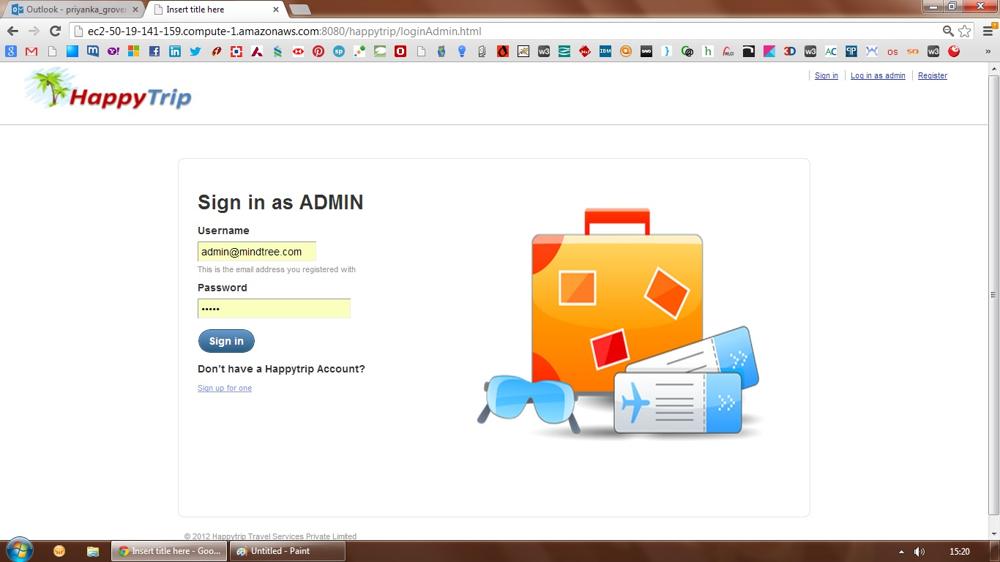 Outlook - priyanka_grover
Insert title here
ec2-50-19-141-159.compute-1.amazonaws.com:8080/happytrip/loginAdmin.html
HappyTrip
Sign in
Log in as admin
Register
Sign in as ADMIN
Username
admin@mindtree.com
This is the email address you registered with
Password
•••••
Sign in
Don't have a Happytrip Account?
Sign up for one
© 2012 Happytrip Travel Services Private Limited
Insert title here - Goo...
Untitled - Paint
15:20